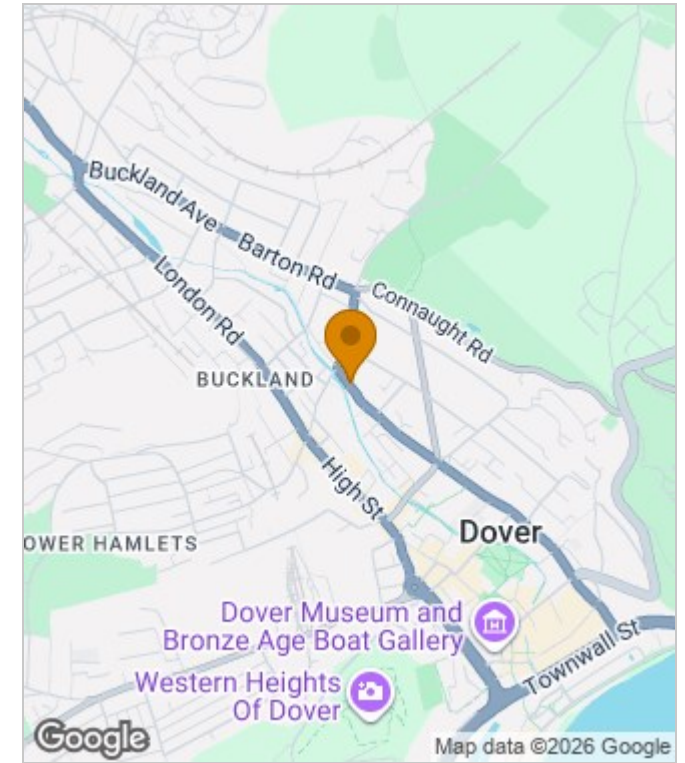 Buckland Ave
Barton Rd
Connaught Rd
London Rd
BUCKLAND
High St
Dover
OWER HAMLETS
Dover Museum and
Bronze Age Boat Gallery
Townwall St
Western Heights
Of Dover
Google
Map data ©2026 Google